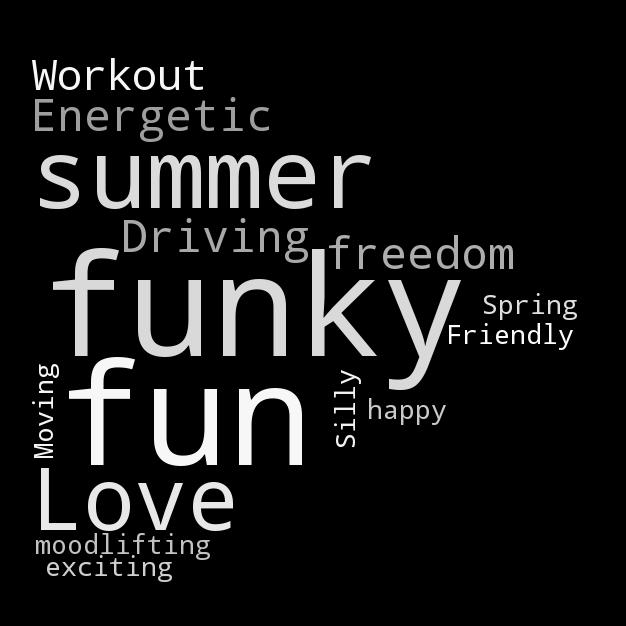 Workout
Energetic
summer
Driving
freedom
funky
Spring
Friendly
fun
Moving
Silly
happy
Love
moodlifting
exciting